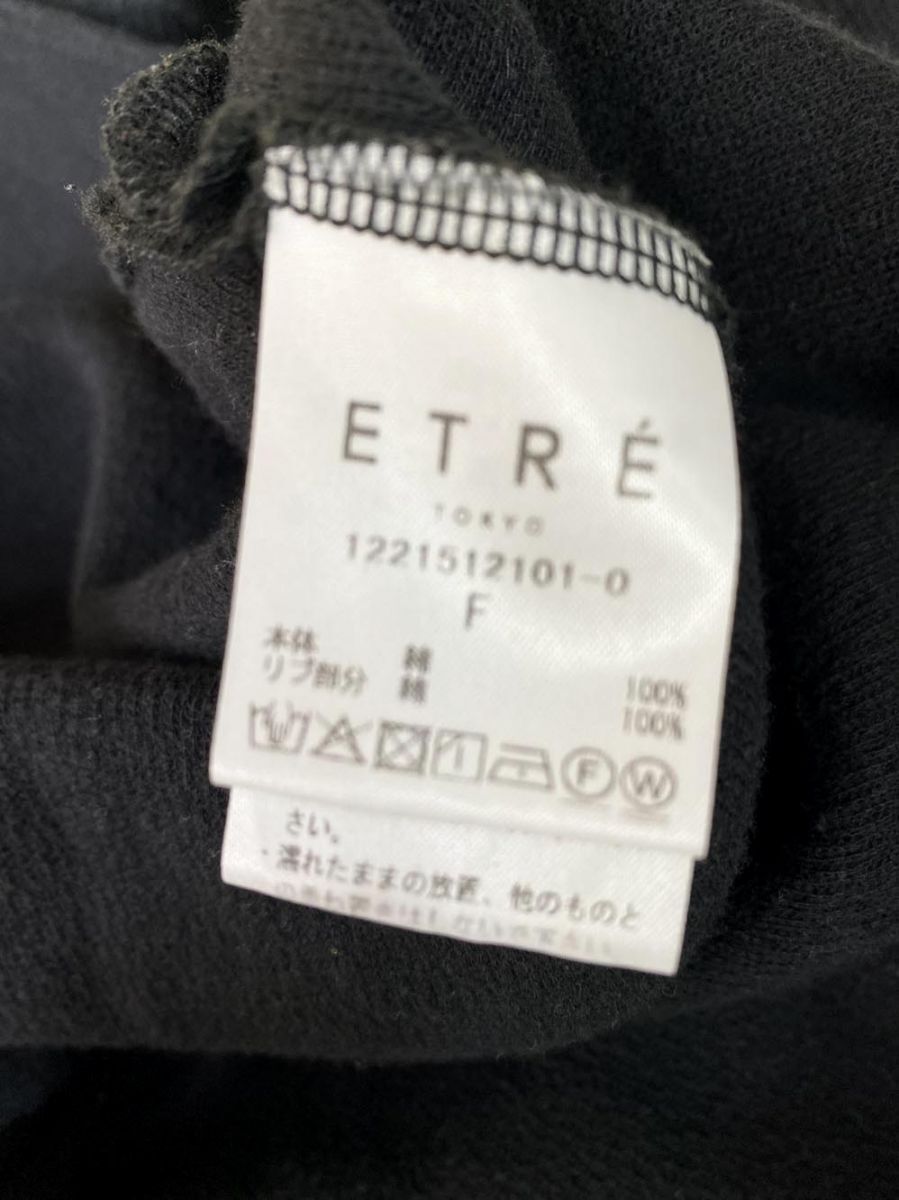 ETRÉ
TOKYO
1221512101-0
F
本体 綿 100%
リブ部分 綿 100%
F W
さい。
・濡れたままの放置、他のものと